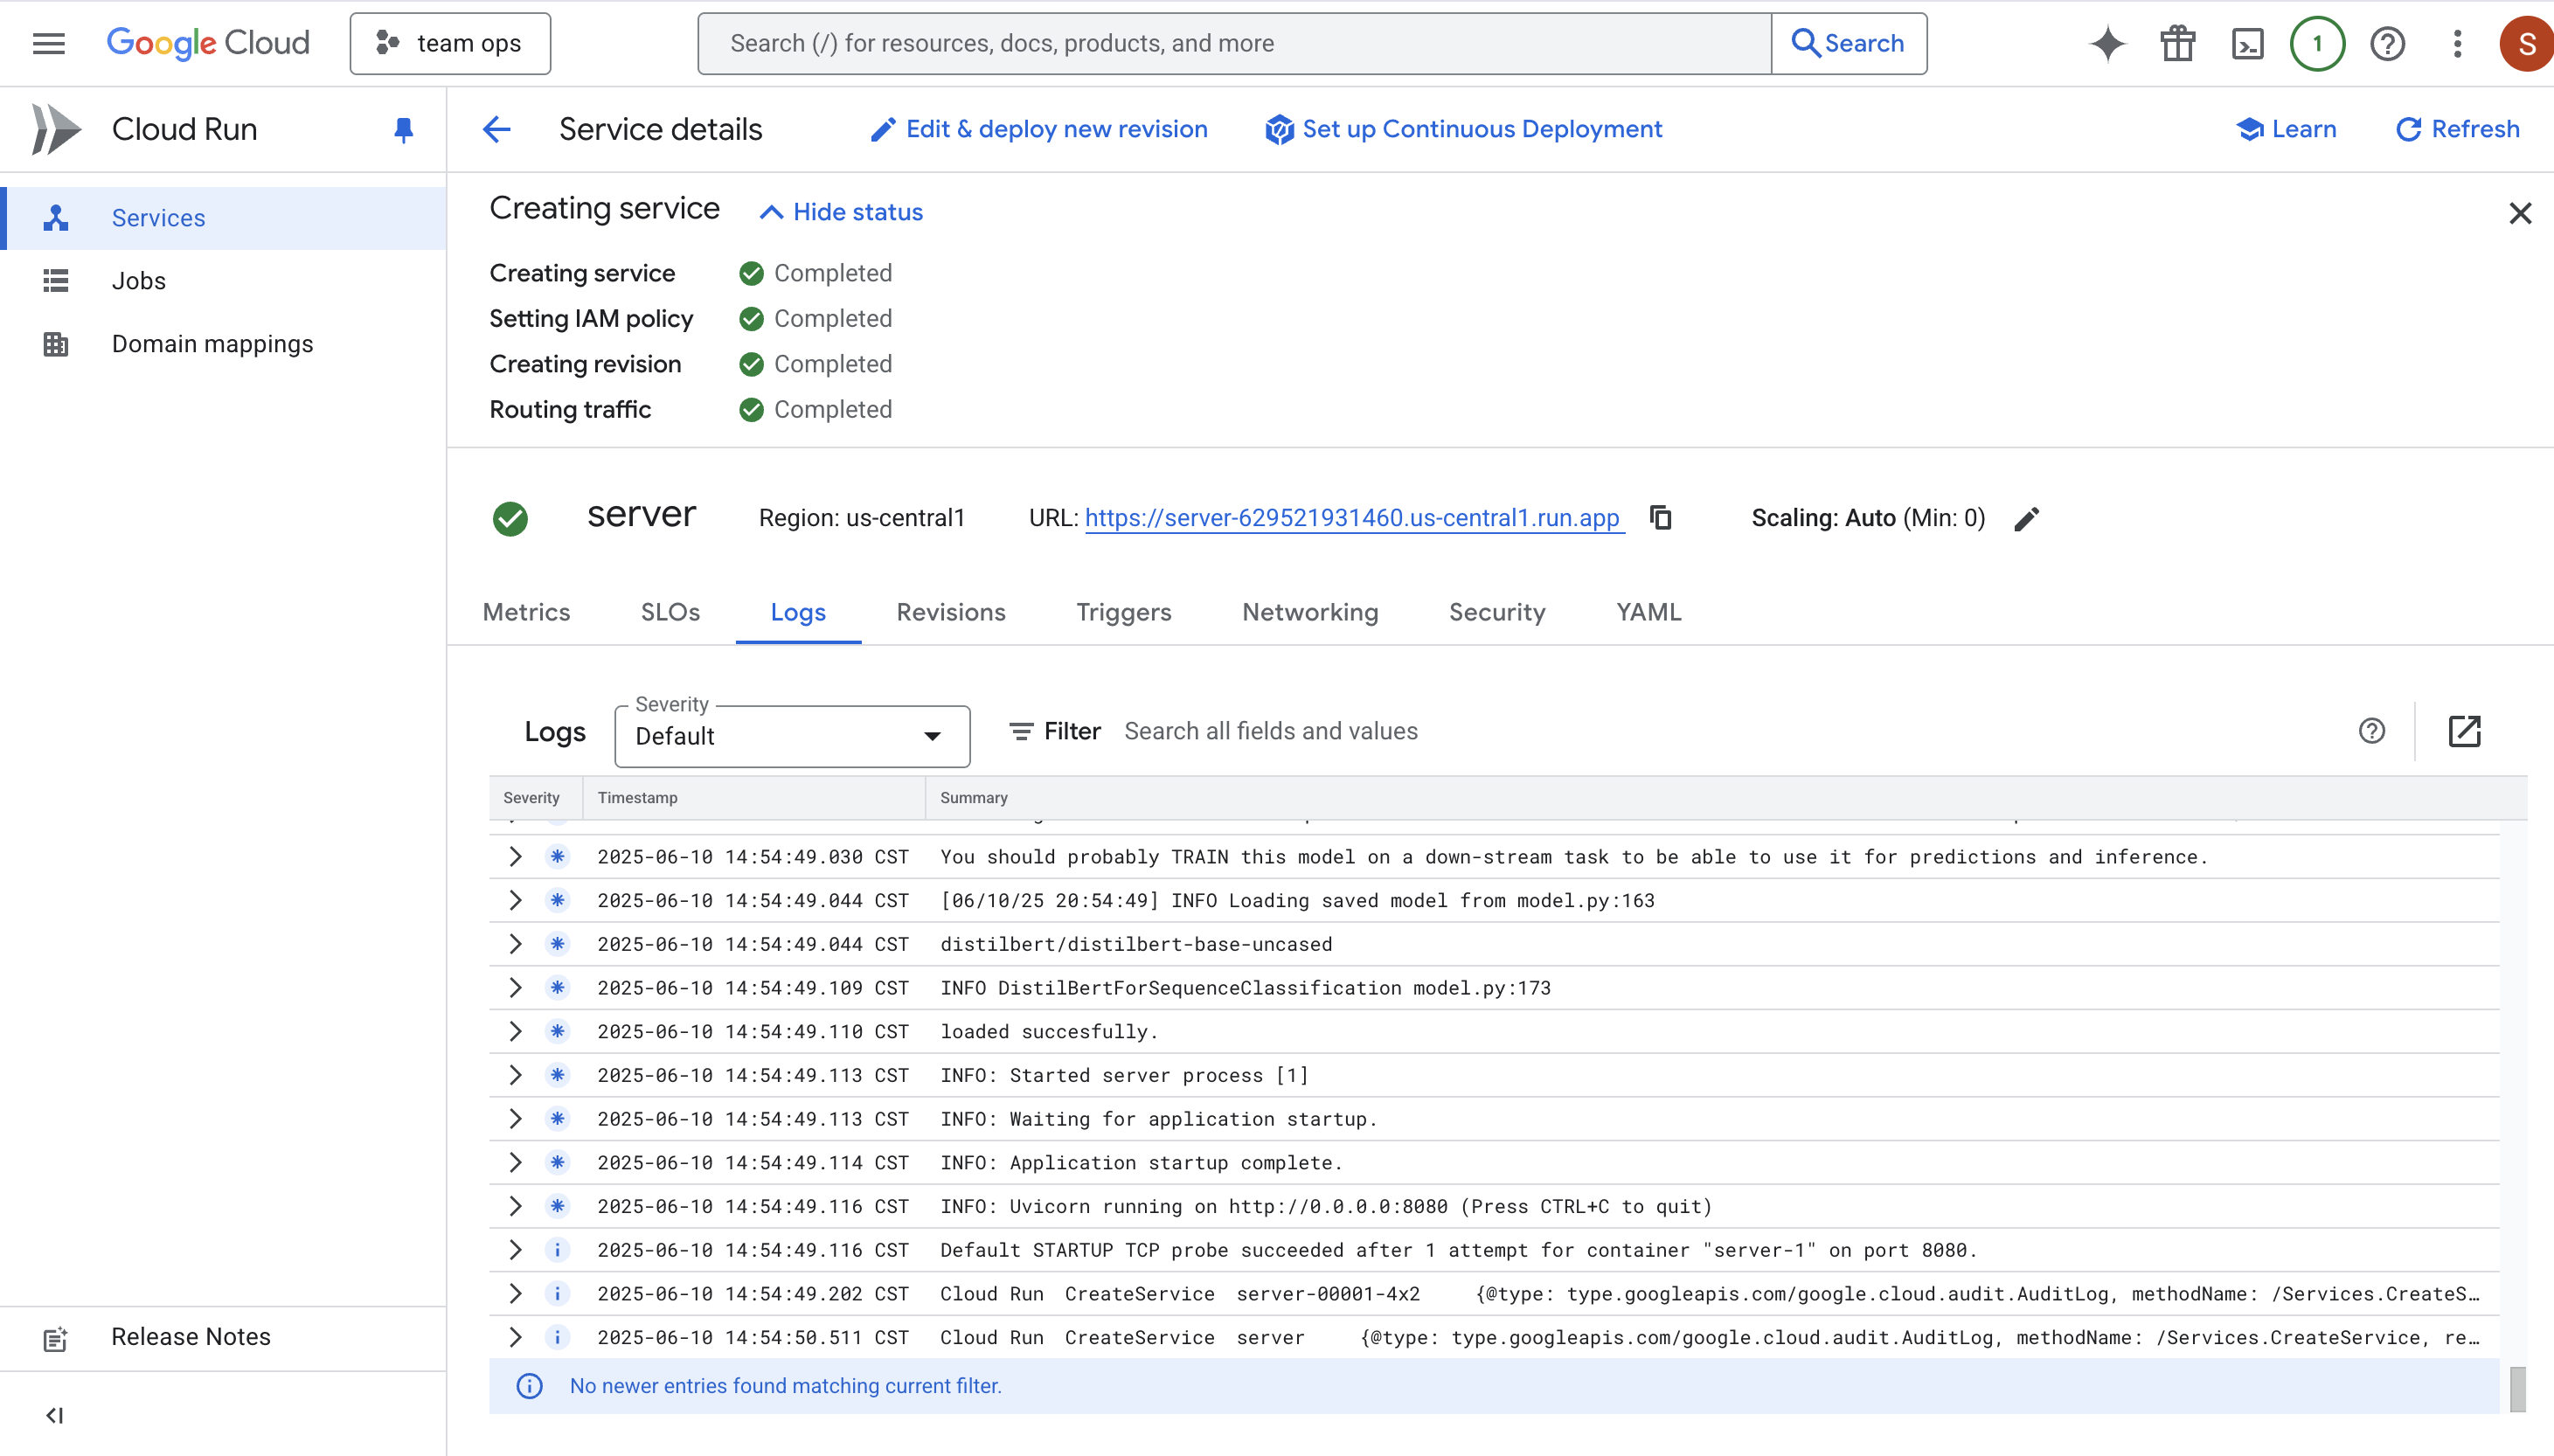 Google Cloud
team ops
Search (/) for resources, docs, products, and more
Search
1
S
Cloud Run
Service details
Edit & deploy new revision
Set up Continuous Deployment
Learn
Refresh
Services
Jobs
Domain mappings
Release Notes
Creating service
Hide status
Creating service Completed
Setting IAM policy Completed
Creating revision Completed
Routing traffic Completed
server Region: us-central1 URL: https://server-629521931460.us-central1.run.app Scaling: Auto (Min: 0)
Metrics SLOs Logs Revisions Triggers Networking Security YAML
Logs
Severity
Default
Filter Search all fields and values
Severity Timestamp Summary
2025-06-10 14:54:49.030 CST You should probably TRAIN this model on a down-stream task to be able to use it for predictions and inference.
2025-06-10 14:54:49.044 CST [06/10/25 20:54:49] INFO Loading saved model from model.py:163
2025-06-10 14:54:49.044 CST distilbert/distilbert-base-uncased
2025-06-10 14:54:49.109 CST INFO DistilBertForSequenceClassification model.py:173
2025-06-10 14:54:49.110 CST loaded succesfully.
2025-06-10 14:54:49.113 CST INFO: Started server process [1]
2025-06-10 14:54:49.113 CST INFO: Waiting for application startup.
2025-06-10 14:54:49.114 CST INFO: Application startup complete.
2025-06-10 14:54:49.116 CST INFO: Uvicorn running on http://0.0.0.0:8080 (Press CTRL+C to quit)
2025-06-10 14:54:49.116 CST Default STARTUP TCP probe succeeded after 1 attempt for container "server-1" on port 8080.
2025-06-10 14:54:49.202 CST Cloud Run CreateService server-00001-4x2 {@type: type.googleapis.com/google.cloud.audit.AuditLog, methodName: /Services.CreateS…
2025-06-10 14:54:50.511 CST Cloud Run CreateService server {@type: type.googleapis.com/google.cloud.audit.AuditLog, methodName: /Services.CreateService, re…
No newer entries found matching current filter.